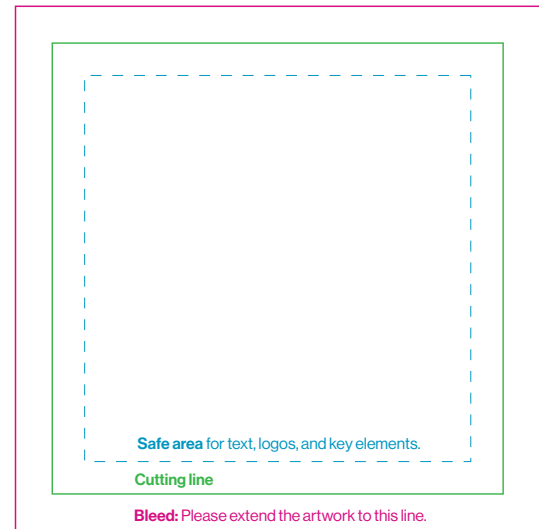 Safe area for text, logos, and key elements.
Cutting line
Bleed: Please extend the artwork to this line.